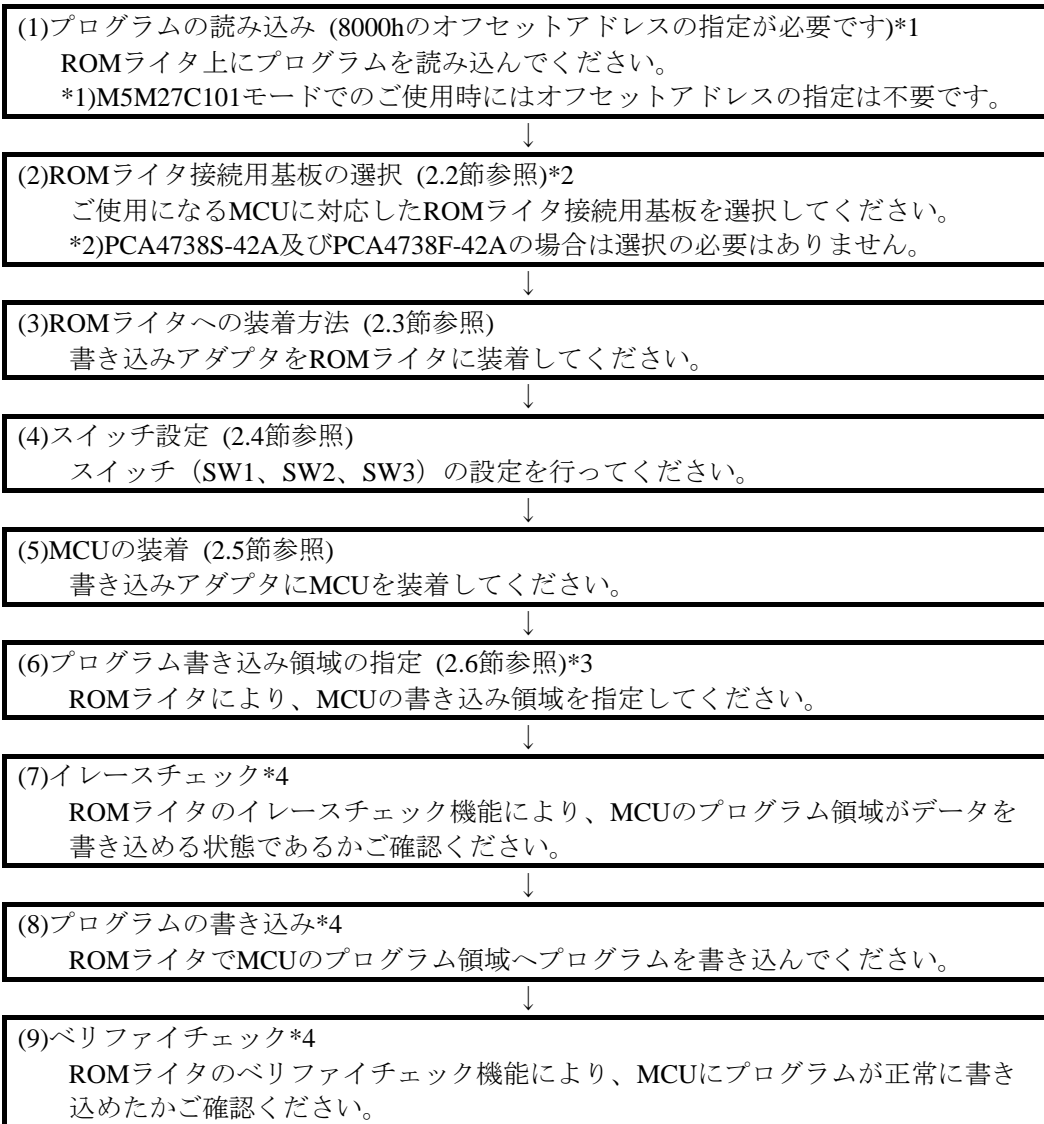 (1)プログラムの読み込み (8000hのオフセットアドレスの指定が必要です)*1
ROMライタ上にプログラムを読み込んでください。
*1)M5M27C101モードでのご使用時にはオフセットアドレスの指定は不要です。
↓
(2)ROMライタ接続用基板の選択 (2.2節参照)*2
ご使用になるMCUに対応したROMライタ接続用基板を選択してください。
*2)PCA4738S-42A及びPCA4738F-42Aの場合は選択の必要はありません。
↓
(3)ROMライタへの装着方法 (2.3節参照)
書き込みアダプタをROMライタに装着してください。
↓
(4)スイッチ設定 (2.4節参照)
スイッチ（SW1、SW2、SW3）の設定を行ってください。
↓
(5)MCUの装着 (2.5節参照)
書き込みアダプタにMCUを装着してください。
↓
(6)プログラム書き込み領域の指定 (2.6節参照)*3
ROMライタにより、MCUの書き込み領域を指定してください。
↓
(7)イレースチェック*4
ROMライタのイレースチェック機能により、MCUのプログラム領域がデータを
書き込める状態であるかご確認ください。
↓
(8)プログラムの書き込み*4
ROMライタでMCUのプログラム領域へプログラムを書き込んでください。
↓
(9)ベリファイチェック*4
ROMライタのベリファイチェック機能により、MCUにプログラムが正常に書き
込めたかご確認ください。